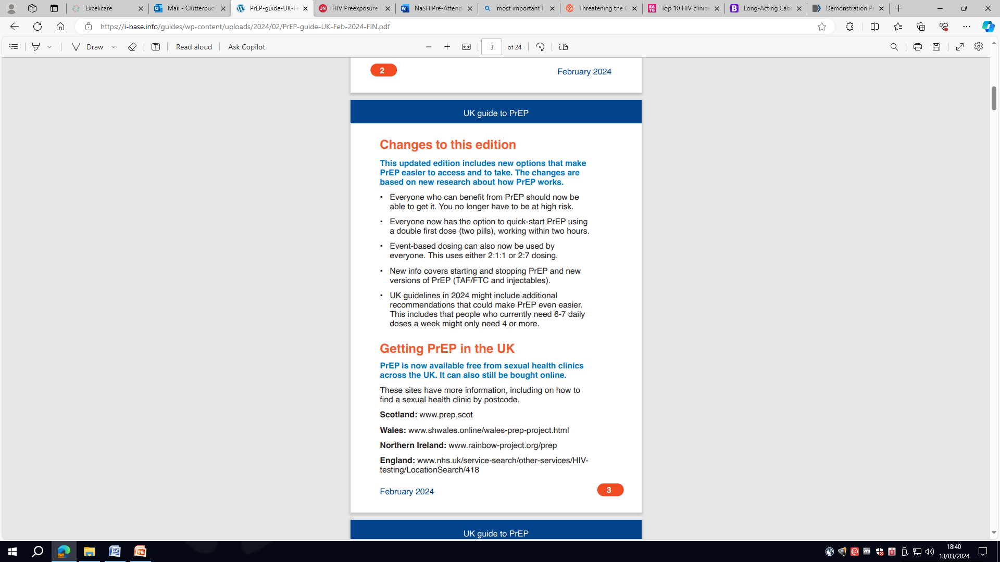 Excelicare
Mail - Clutterbuck
PrEP-guide-UK-Fe
HIV Preexposure
NaSH Pre-Attend
most important H
Threatening the G
Top 10 HIV clinica
Long-Acting Cabo
Demonstration Pr
https://i-base.info/guides/wp-content/uploads/2024/02/PrEP-guide-UK-Feb-2024-FIN.pdf
Draw
Read aloud
Ask Copilot
3
of 24
2
February 2024
UK guide to PrEP
Changes to this edition
This updated edition includes new options that make
PrEP easier to access and to take. The changes are
based on new research about how PrEP works.
• Everyone who can benefit from PrEP should now be
able to get it. You no longer have to be at high risk.
• Everyone now has the option to quick-start PrEP using
a double first dose (two pills), working within two hours.
• Event-based dosing can also now be used by
everyone. This uses either 2:1:1 or 2:7 dosing.
• New info covers starting and stopping PrEP and new
versions of PrEP (TAF/FTC and injectables).
• UK guidelines in 2024 might include additional
recommendations that could make PrEP even easier.
This includes that people who currently need 6-7 daily
doses a week might only need 4 or more.
Getting PrEP in the UK
PrEP is now available free from sexual health clinics
across the UK. It can also still be bought online.
These sites have more information, including on how to
find a sexual health clinic by postcode.
Scotland: www.prep.scot
Wales: www.shwales.online/wales-prep-project.html
Northern Ireland: www.rainbow-project.org/prep
England: www.nhs.uk/service-search/other-services/HIV-
testing/LocationSearch/418
February 2024
3
UK guide to PrEP
18:40
13/03/2024